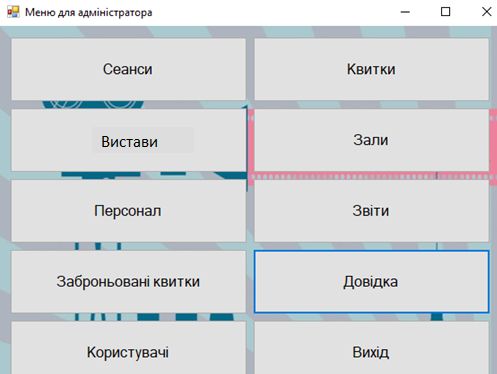 Меню для адміністратора
Сеанси
Квитки
Вистави
Зали
Персонал
Звіти
Заброньовані квитки
Довідка
Користувачі
Вихід